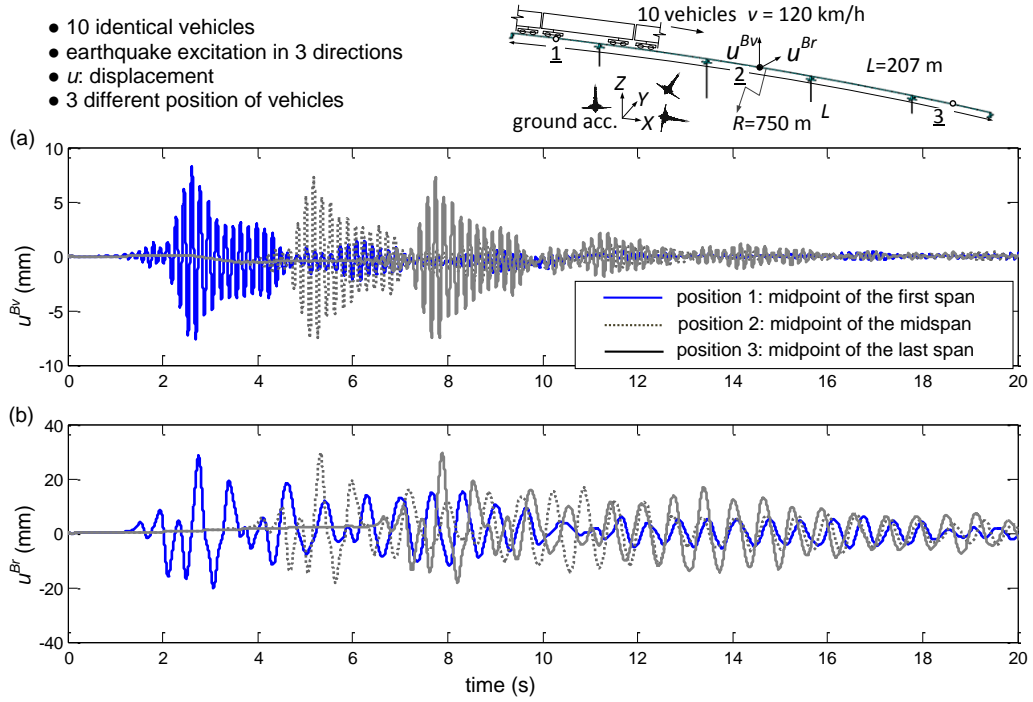 ● 10 identical vehicles
● earthquake excitation in 3 directions
● u: displacement
● 3 different position of vehicles
10 vehicles v = 120 km/h
u^Bv
u^Br
1
2
3
L=207 m
L
R=750 m
Z
Y
X
ground acc.
(a)
10
5
0
-5
-10
u^Bv (mm)
0 2 4 6 8 10 12 14 16 18 20
position 1: midpoint of the first span
position 2: midpoint of the midspan
position 3: midpoint of the last span
(b)
40
20
0
-20
-40
u^Br (mm)
0 2 4 6 8 10 12 14 16 18 20
time (s)